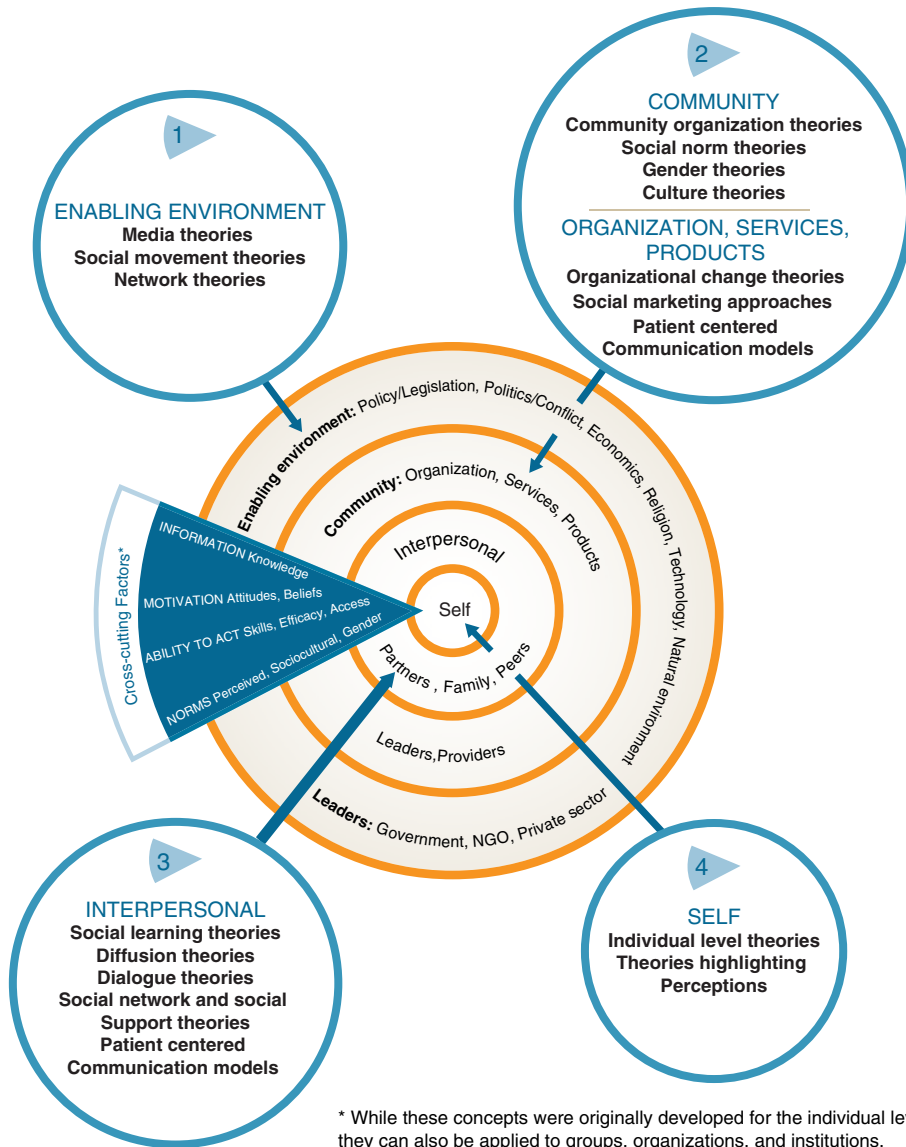 1
ENABLING ENVIRONMENT
Media theories
Social movement theories
Network theories
2
COMMUNITY
Community organization theories
Social norm theories
Gender theories
Culture theories
ORGANIZATION, SERVICES,
PRODUCTS
Organizational change theories
Social marketing approaches
Patient centered
Communication models
Enabling environment: Policy/Legislation, Politics/Conflict, Economics, Religion, Technology, Natural environment
Community: Organization, Services, Products
Interpersonal
Self
Partners , Family, Peers
Leaders,Providers
Leaders: Government, NGO, Private sector
Cross-cutting Factors*
INFORMATION Knowledge
MOTIVATION Attitudes, Beliefs
ABILITY TO ACT Skills, Efficacy, Access
NORMS Perceived, Sociocultural, Gender
3
INTERPERSONAL
Social learning theories
Diffusion theories
Dialogue theories
Social network and social
Support theories
Patient centered
Communication models
4
SELF
Individual level theories
Theories highlighting
Perceptions
* While these concepts were originally developed for the individual
they can also be applied to groups, organizations, and institutions.